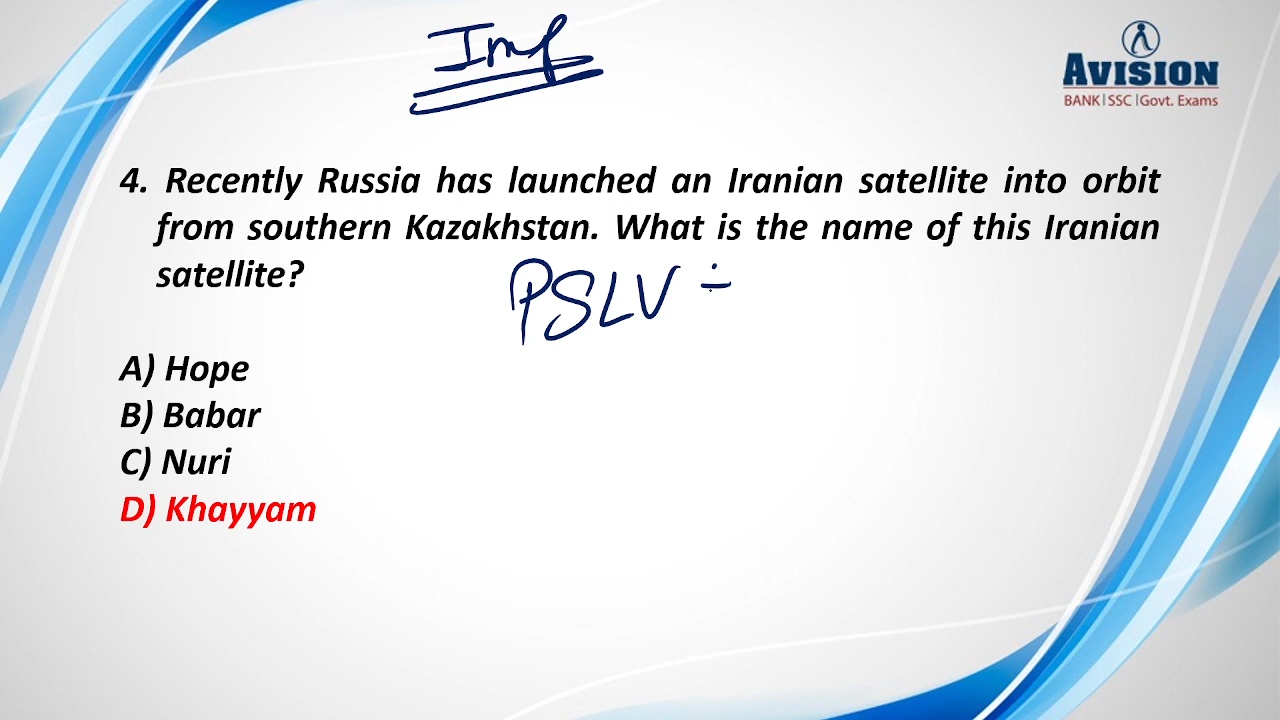 Imp
AVISION
BANK|SSC|Govt. Exams
4. Recently Russia has launched an Iranian satellite into orbit
from southern Kazakhstan. What is the name of this Iranian
satellite?
PSLV ÷
A) Hope
B) Babar
C) Nuri
D) Khayyam